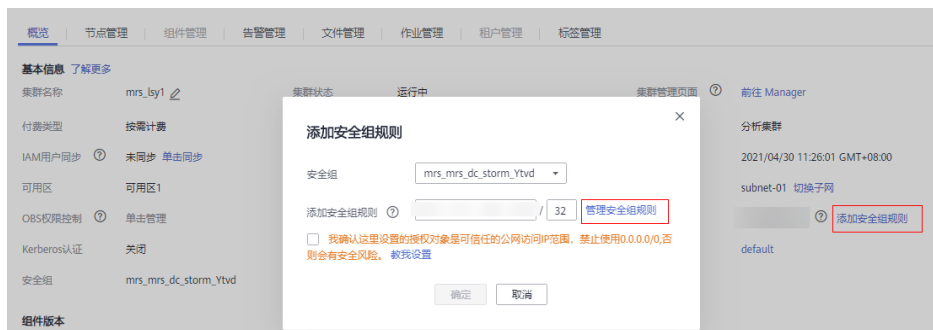 概览 节点管理 组件管理 告警管理 文件管理 作业管理 租户管理 标签管理
基本信息 了解更多
集群名称 mrs_lsy1 集群状态 运行中 集群管理页面 前往 Manager
付费类型 按需计费 分析集群
IAM用户同步 未同步 单击同步 2021/04/30 11:26:01 GMT+08:00
可用区 可用区1 subnet-01 切换子网
OBS权限控制 单击管理 添加安全组规则
Kerberos认证 关闭 default
安全组 mrs_mrs_dc_storm_Ytvd
组件版本
添加安全组规则
安全组 mrs_mrs_dc_storm_Ytvd
添加安全组规则 / 32 管理安全组规则
我确认这里设置的授权对象是可信任的公网访问IP范围，禁止使用0.0.0.0/0,否
则会有安全风险。 教我设置
确定 取消